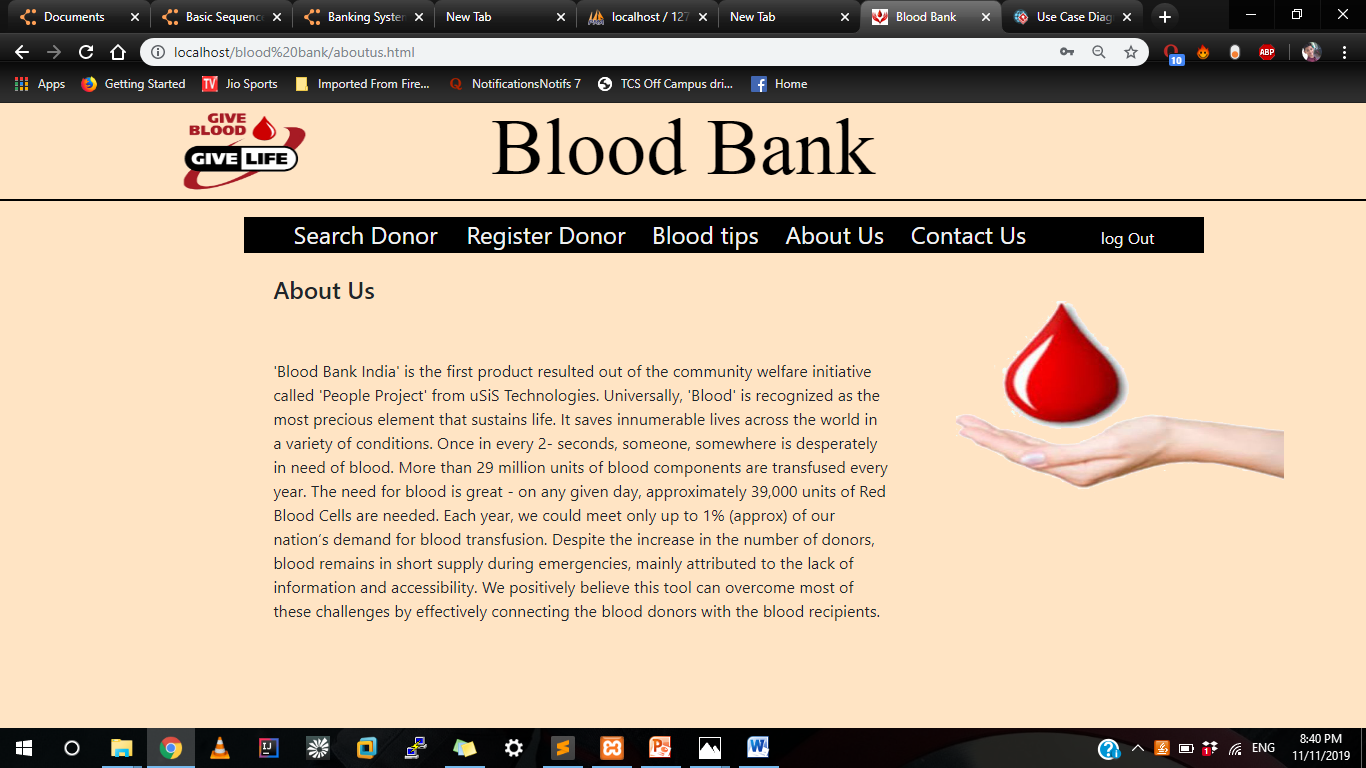 Documents
Basic Sequenc
Banking System
New Tab
localhost / 127
New Tab
Blood Bank
Use Case Diag
localhost/blood%20bank/aboutus.html
10
ABP
Apps
Getting Started
TV
Jio Sports
Imported From Fire...
NotificationsNotifs 7
TCS Off Campus dri...
Home
GIVE
BLOOD
GIVE LIFE
Blood Bank
Search Donor
Register Donor
Blood tips
About Us
Contact Us
log Out
About Us
'Blood Bank India' is the first product resulted out of the community welfare initiative
called 'People Project' from uSiS Technologies. Universally, 'Blood' is recognized as the
most precious element that sustains life. It saves innumerable lives across the world in
a variety of conditions. Once in every 2- seconds, someone, somewhere is desperately
in need of blood. More than 29 million units of blood components are transfused every
year. The need for blood is great - on any given day, approximately 39,000 units of Red
Blood Cells are needed. Each year, we could meet only up to 1% (approx) of our
nation’s demand for blood transfusion. Despite the increase in the number of donors,
blood remains in short supply during emergencies, mainly attributed to the lack of
information and accessibility. We positively believe this tool can overcome most of
these challenges by effectively connecting the blood donors with the blood recipients.
ENG
8:40 PM
11/11/2019